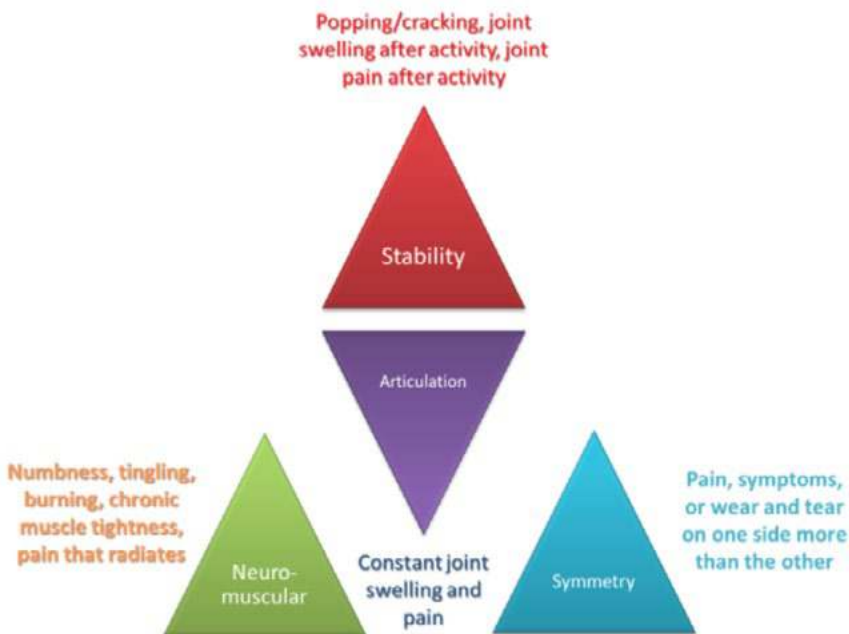 Popping/cracking, joint
swelling after activity, joint
pain after activity
Stability
Articulation
Numbness, tingling,
burning, chronic
muscle tightness,
pain that radiates
Neuro-
muscular
Constant joint
swelling and
pain
Symmetry
Pain, symptoms,
or wear and tear
on one side more
than the other